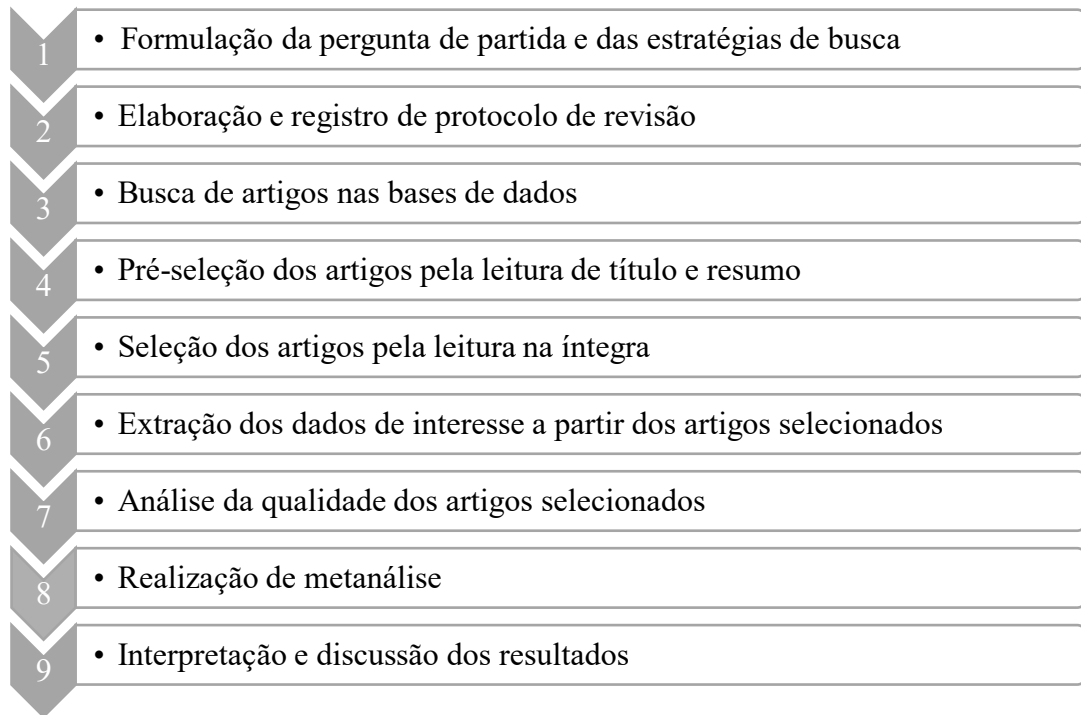 1 • Formulação da pergunta de partida e das estratégias de busca
2 • Elaboração e registro de protocolo de revisão
3 • Busca de artigos nas bases de dados
4 • Pré-seleção dos artigos pela leitura de título e resumo
5 • Seleção dos artigos pela leitura na íntegra
6 • Extração dos dados de interesse a partir dos artigos selecionados
7 • Análise da qualidade dos artigos selecionados
8 • Realização de metanálise
9 • Interpretação e discussão dos resultados